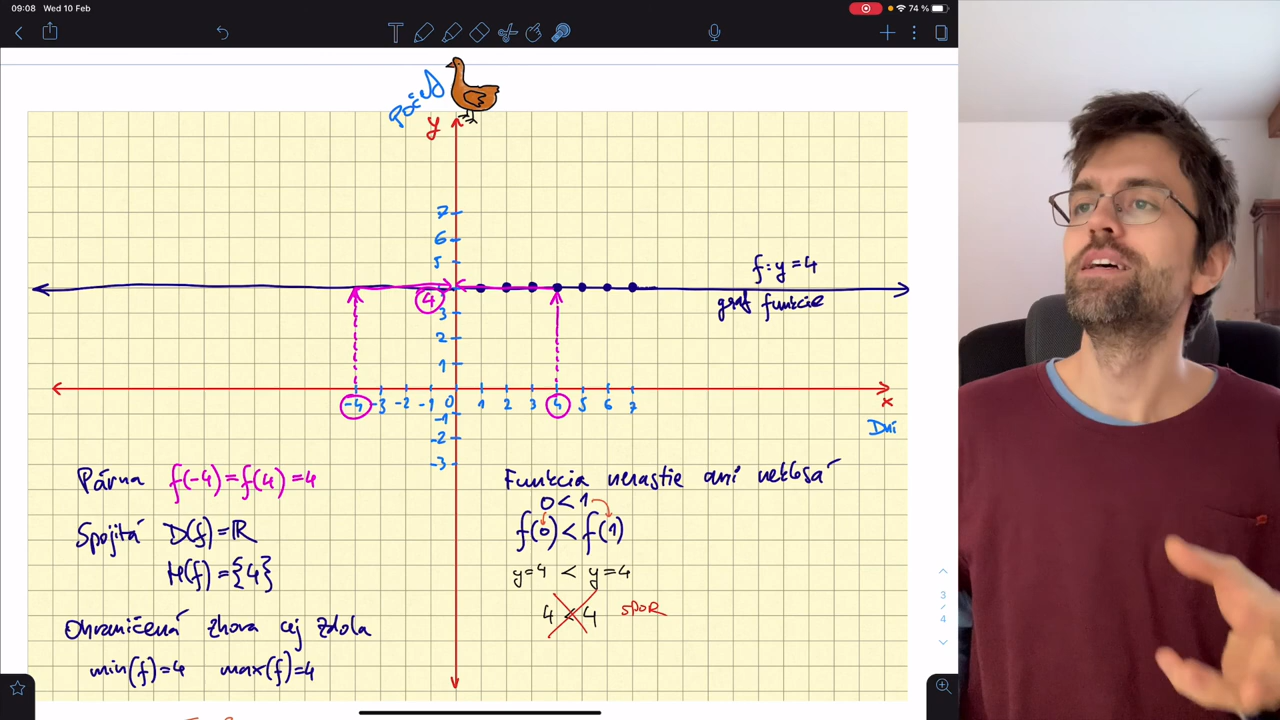 09:08 Wed 10 Feb
74 %
T
y
7
6
5
f: y = 4
4
graf funkcie
3
2
1
-4 -3 -2 -1 0 1 2 3 4 5 6 7
x
Dni
-1
-2
-3
Párna f(-4) = f(4) = 4
Spojitá D(f) = ℝ
H(f) = {4}
Ohraničená zhora aj zdola
min(f) = 4 max(f) = 4
Funkcia nerastie ani neklesá
0 < 1
f(0) < f(1)
y = 4 < y = 4
4 < 4 SPOR
3
/
4